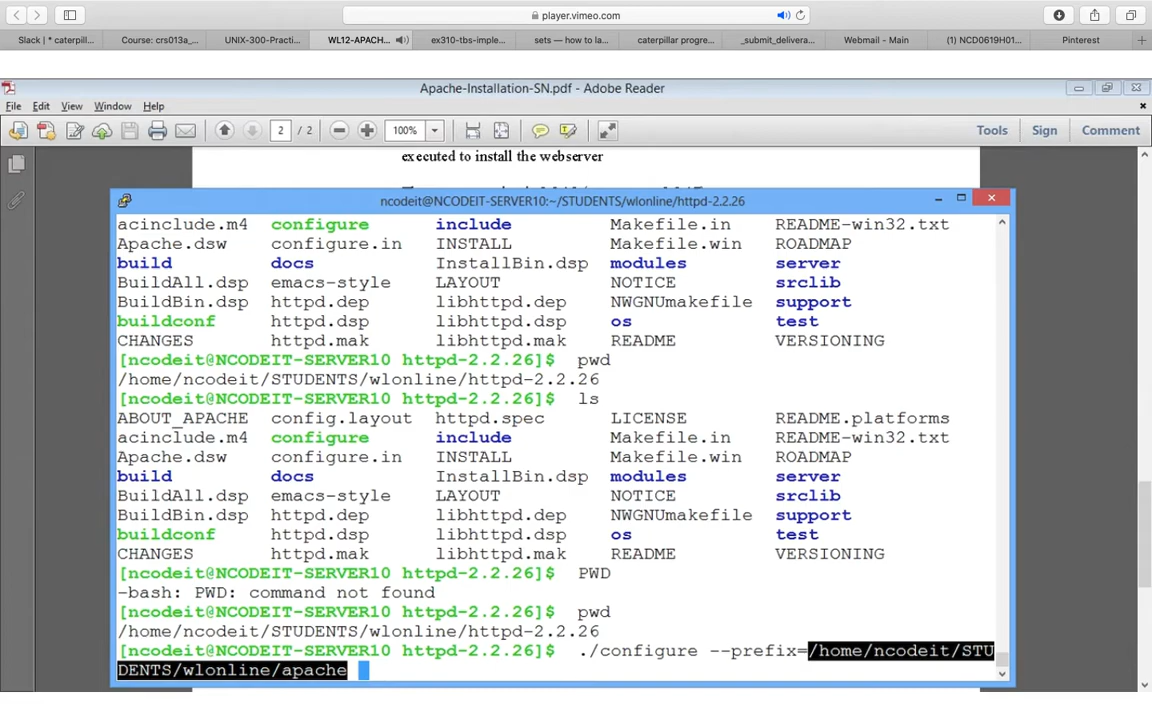 player.vimeo.com
Slack | * caterpill... Course: crs013a_... UNIX-300-Practi... WL12-APACH... ex310-tbs-imple... sets — how to la... caterpillar progre... _submit_delivera... Webmail - Main (1) NCD0619H01... Pinterest
Apache-Installation-SN.pdf - Adobe Reader
File Edit View Window Help
2 / 2 100% Tools Sign Comment
executed to install the webserver
ncodeit@NCODEIT-SERVER10:~/STUDENTS/wlonline/httpd-2.2.26
acinclude.m4 configure include Makefile.in README-win32.txt
Apache.dsw configure.in INSTALL Makefile.win ROADMAP
build docs InstallBin.dsp modules server
BuildAll.dsp emacs-style LAYOUT NOTICE srclib
BuildBin.dsp httpd.dep libhttpd.dep NWGNUmakefile support
buildconf httpd.dsp libhttpd.dsp os test
CHANGES httpd.mak libhttpd.mak README VERSIONING
[ncodeit@NCODEIT-SERVER10 httpd-2.2.26]$ pwd
/home/ncodeit/STUDENTS/wlonline/httpd-2.2.26
[ncodeit@NCODEIT-SERVER10 httpd-2.2.26]$ ls
ABOUT_APACHE config.layout httpd.spec LICENSE README.platforms
acinclude.m4 configure include Makefile.in README-win32.txt
Apache.dsw configure.in INSTALL Makefile.win ROADMAP
build docs InstallBin.dsp modules server
BuildAll.dsp emacs-style LAYOUT NOTICE srclib
BuildBin.dsp httpd.dep libhttpd.dep NWGNUmakefile support
buildconf httpd.dsp libhttpd.dsp os test
CHANGES httpd.mak libhttpd.mak README VERSIONING
[ncodeit@NCODEIT-SERVER10 httpd-2.2.26]$ PWD
-bash: PWD: command not found
[ncodeit@NCODEIT-SERVER10 httpd-2.2.26]$ pwd
/home/ncodeit/STUDENTS/wlonline/httpd-2.2.26
[ncodeit@NCODEIT-SERVER10 httpd-2.2.26]$ ./configure --prefix=/home/ncodeit/STU
DENTS/wlonline/apache